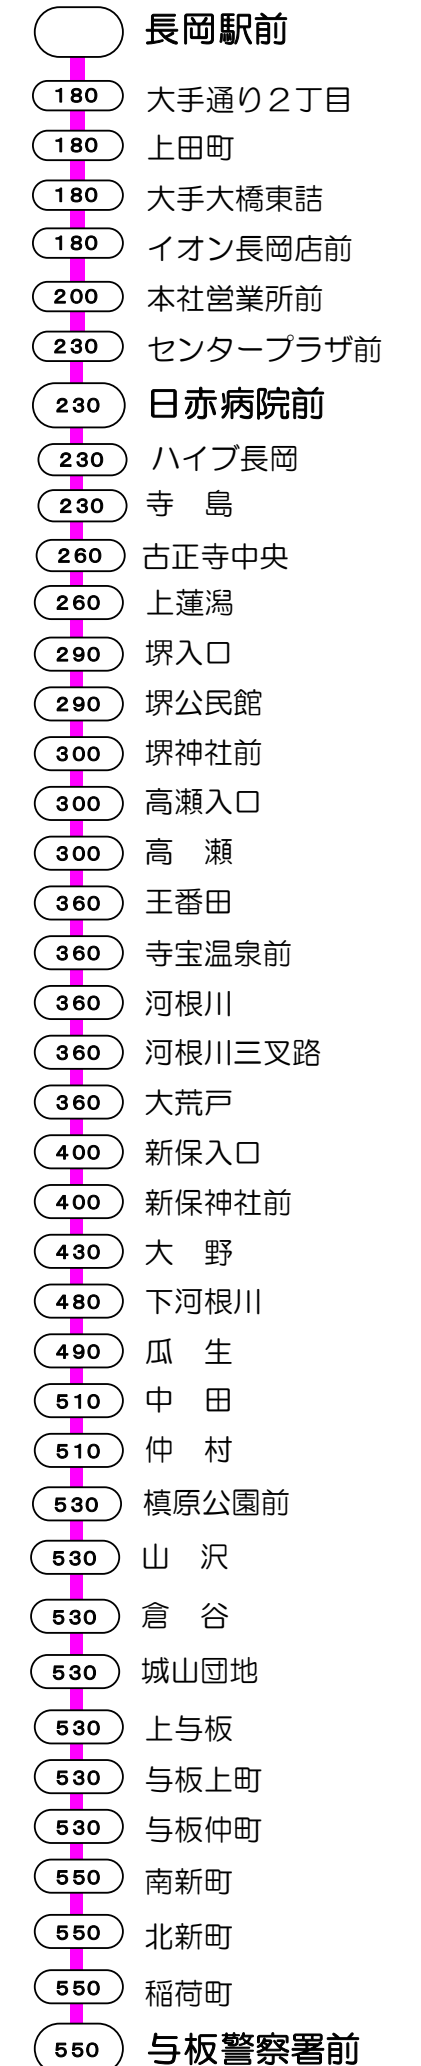 長岡駅前
180 大手通り２丁目
180 上田町
180 大手大橋東詰
180 イオン長岡店前
200 本社営業所前
230 センタープラザ前
230 日赤病院前
230 ハイブ長岡
230 寺　島
260 古正寺中央
260 上蓮潟
290 堺入口
290 堺公民館
300 堺神社前
300 高瀬入口
300 高　瀬
360 王番田
360 寺宝温泉前
360 河根川
360 河根川三叉路
360 大荒戸
400 新保入口
400 新保神社前
430 大　野
480 下河根川
490 瓜　生
510 中　田
510 仲　村
530 槙原公園前
530 山　沢
530 倉　谷
530 城山団地
530 上与板
530 与板上町
530 与板仲町
550 南新町
550 北新町
550 稲荷町
550 与板警察署前